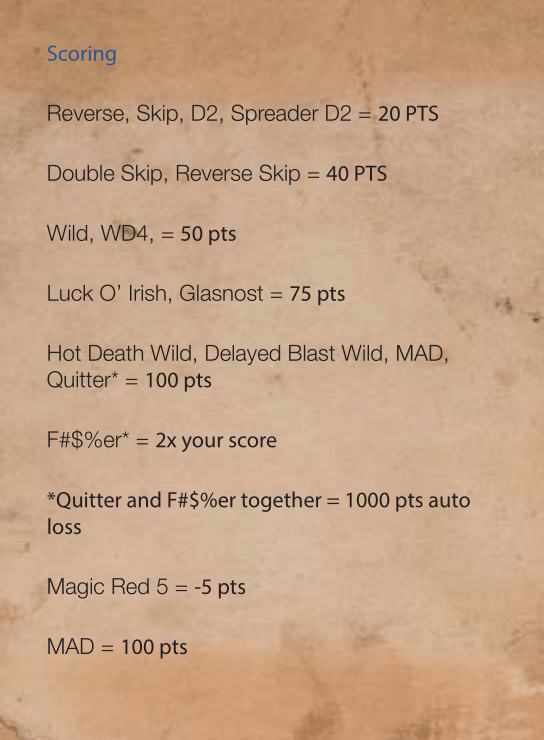 Scoring
Reverse, Skip, D2, Spreader D2 = 20 PTS
Double Skip, Reverse Skip = 40 PTS
Wild, WD4, = 50 pts
Luck O’ Irish, Glasnost = 75 pts
Hot Death Wild, Delayed Blast Wild, MAD,
Quitter* = 100 pts
F#$%er* = 2x your score
*Quitter and F#$%er together = 1000 pts auto
loss
Magic Red 5 = -5 pts
MAD = 100 pts